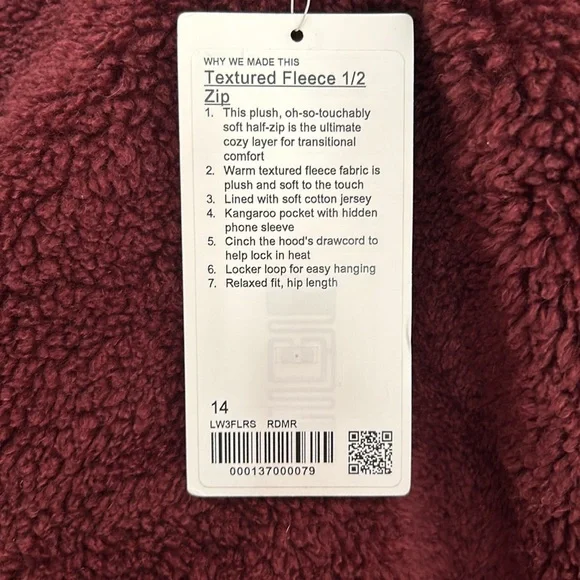 WHY WE MADE THIS
Textured Fleece 1/2
Zip
1. This plush, oh-so-touchably
soft half-zip is the ultimate
cozy layer for transitional
comfort
2. Warm textured fleece fabric is
plush and soft to the touch
3. Lined with soft cotton jersey
4. Kangaroo pocket with hidden
phone sleeve
5. Cinch the hood's drawcord to
help lock in heat
6. Locker loop for easy hanging
7. Relaxed fit, hip length
14
LW3FLRS RDMR
000137000079